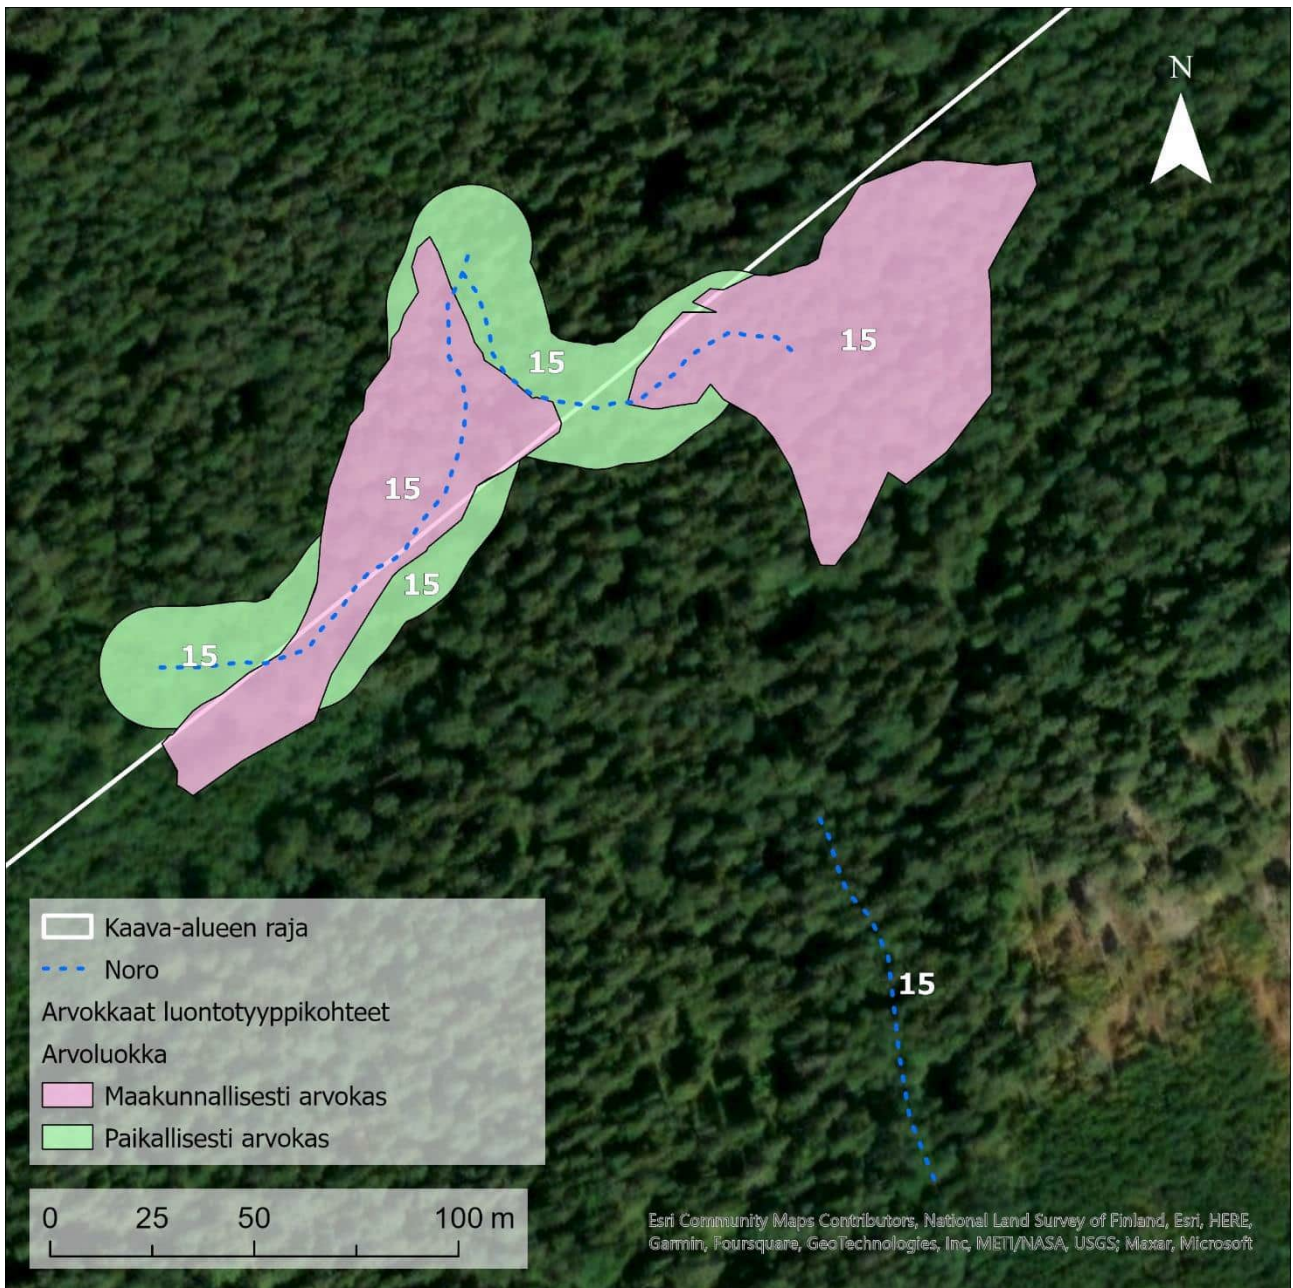 N
15
15
15
15
15
15
Kaava-alueen raja
Noro
Arvokkaat luontotyyppikohteet
Arvoluokka
Maakunnallisesti arvokas
Paikallisesti arvokas
0 25 50 100 m
Esri Community Maps Contributors, National Land Survey of Finland, Esri, HERE,
Garmin, Foursquare, GeoTechnologies, Inc, METI/NASA, USGS; Maxar, Microsoft